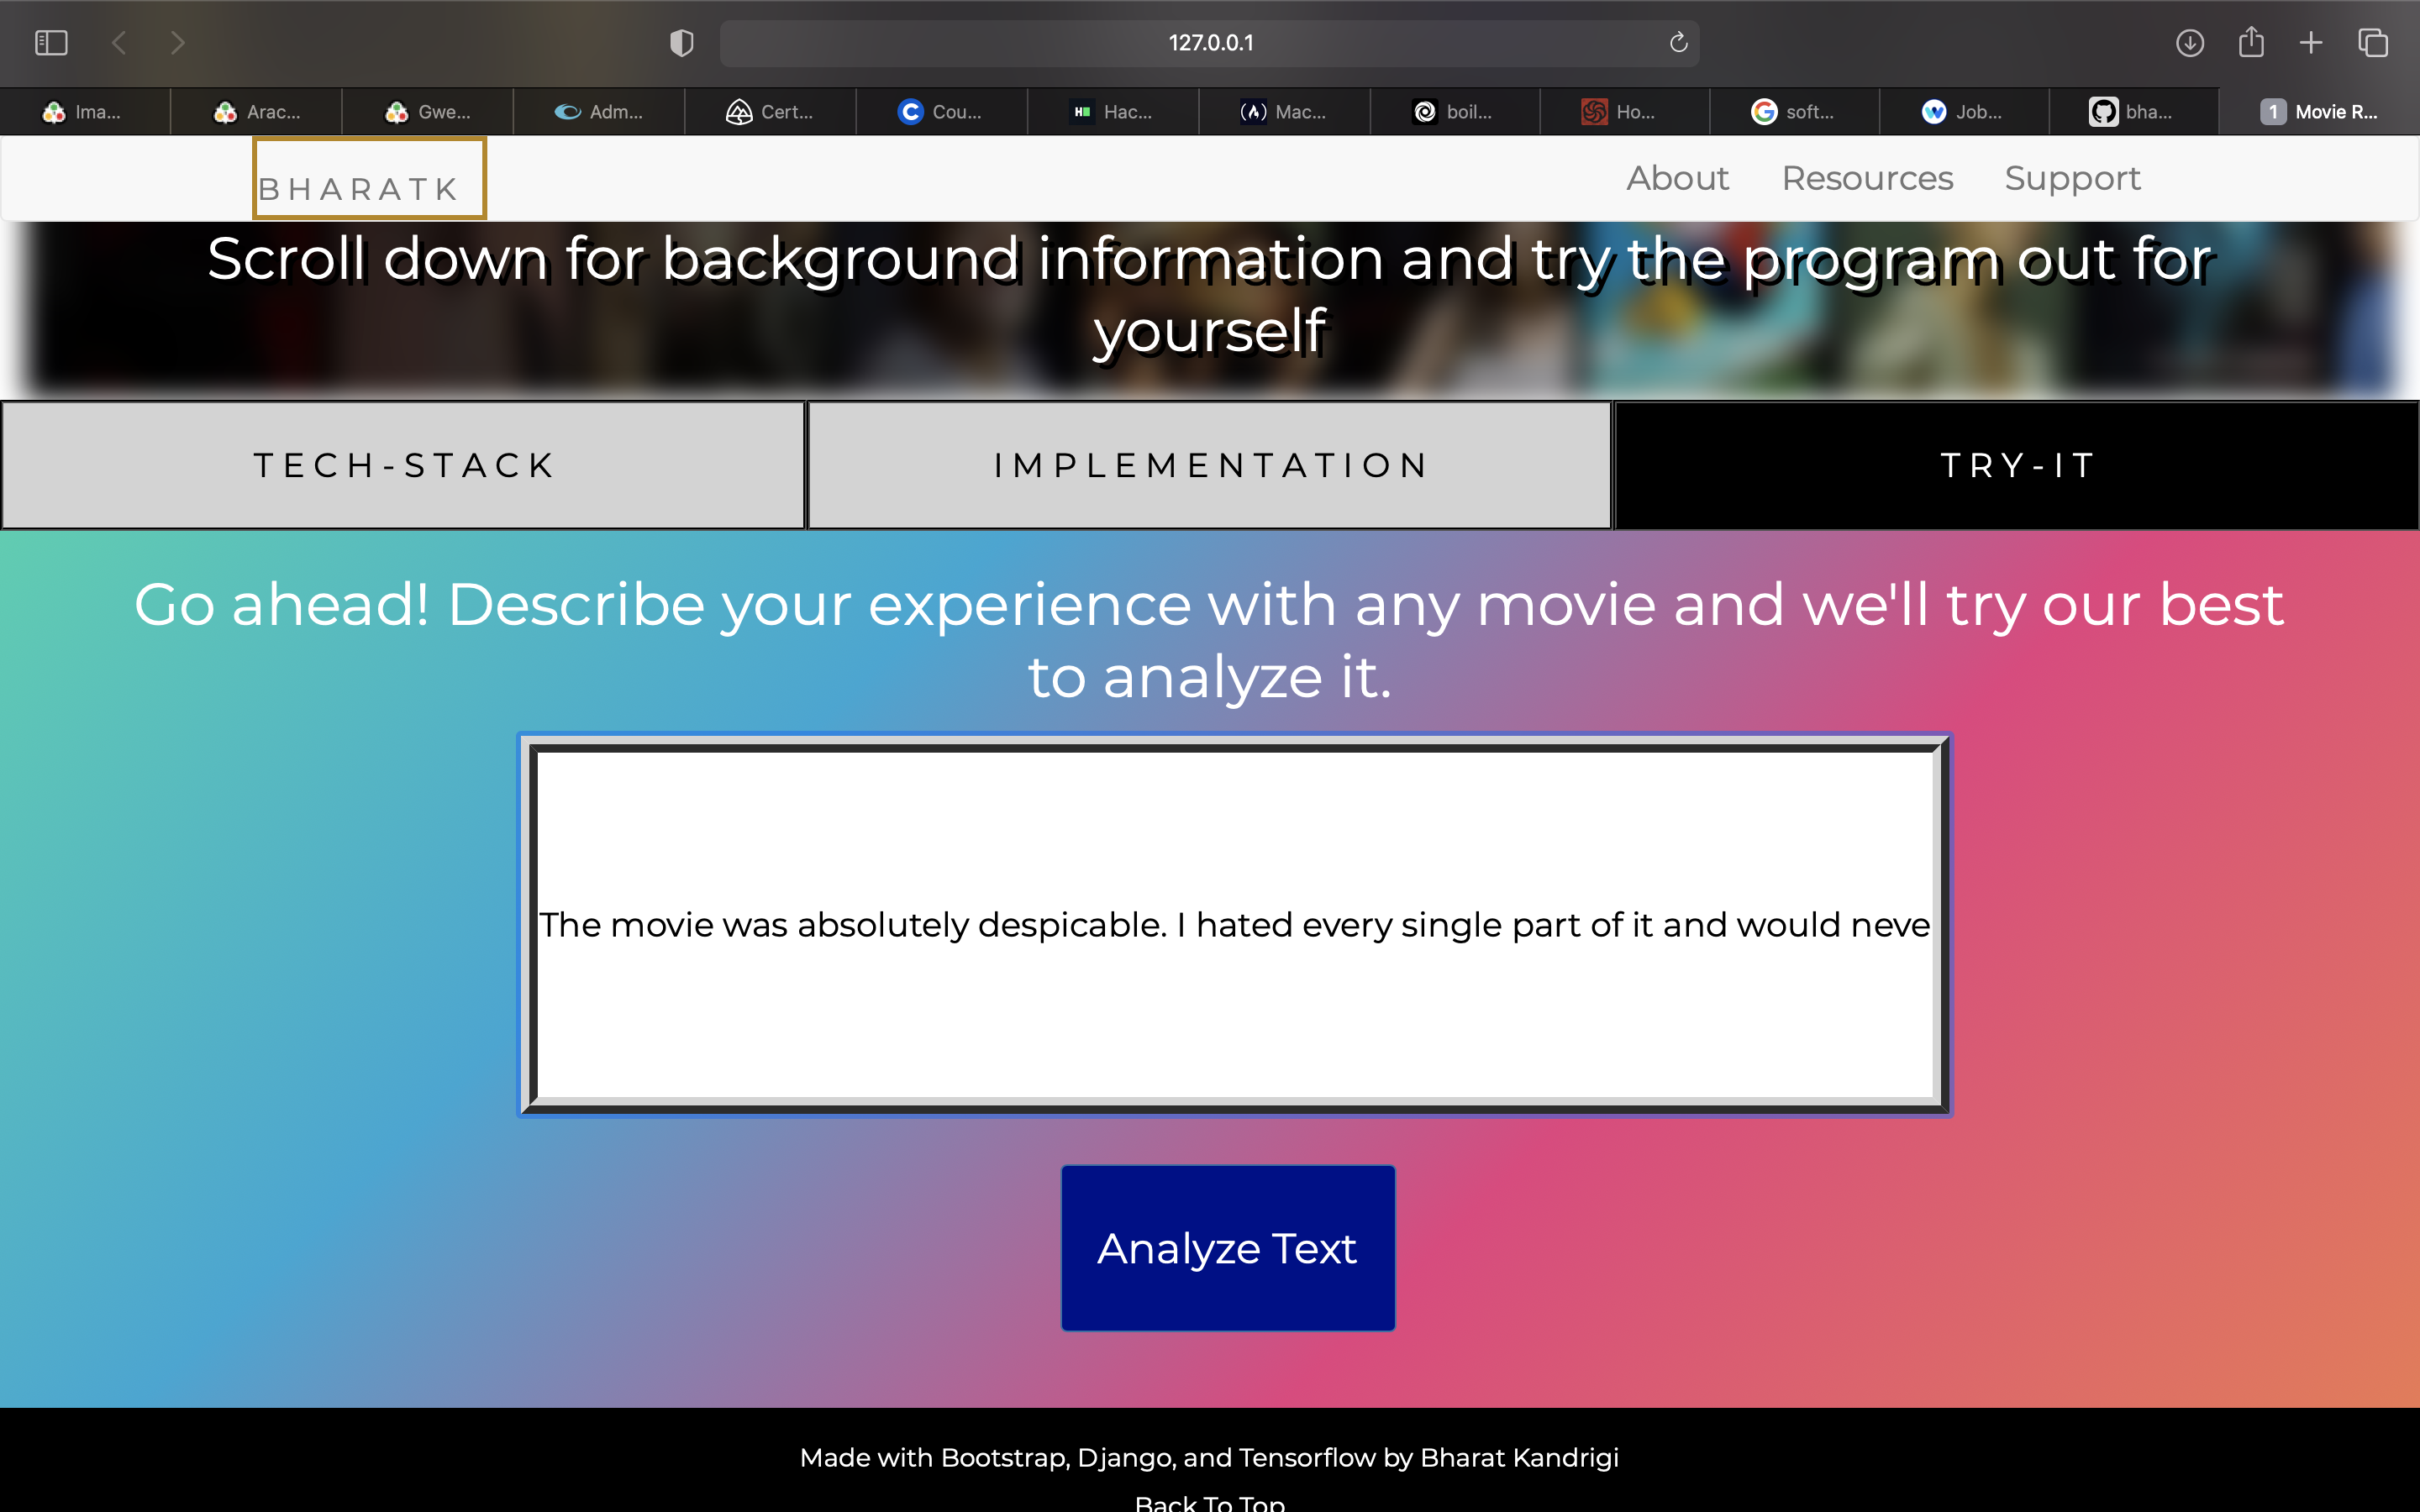 127.0.0.1
Ima... Arac... Gwe... Adm... Cert... Cou... Hac... Mac... boil... Ho... soft... Job... bha... 1 Movie R...
BHARATK About Resources Support
Scroll down for background information and try the program out for
yourself
TECH-STACK IMPLEMENTATION TRY-IT
Go ahead! Describe your experience with any movie and we'll try our best
to analyze it.
The movie was absolutely despicable. I hated every single part of it and would neve
Analyze Text
Made with Bootstrap, Django, and Tensorflow by Bharat Kandrigi
Back To Top